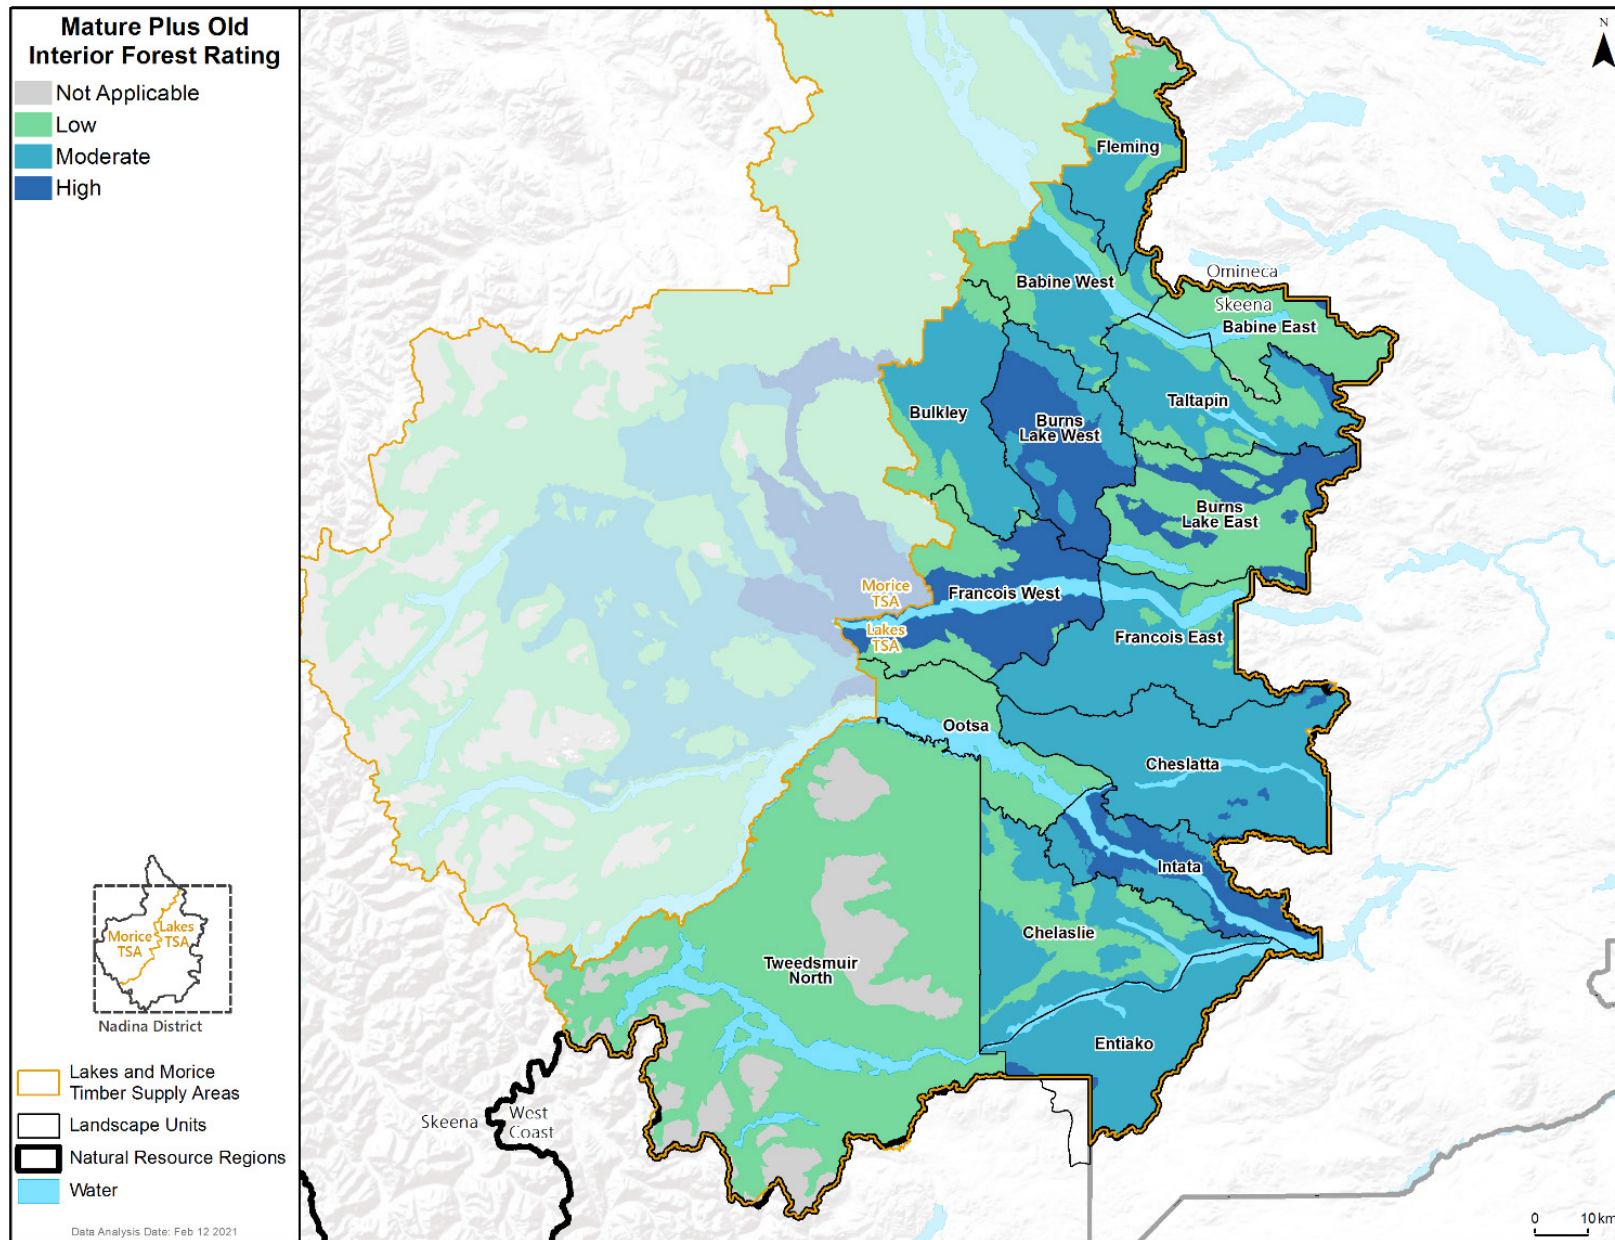 Mature Plus Old
Interior Forest Rating
Not Applicable
Low
Moderate
High
N
Fleming
Omineca
Babine West
Skeena
Babine East
Bulkley
Taltapin
Burns
Lake West
Burns
Lake East
Morice
TSA
Francois West
Lakes
TSA
Francois East
Ootsa
Cheslatta
Intata
Chelaslie
Tweedsmuir
North
Entiako
Lakes
TSA
Morice
TSA
Nadina District
Lakes and Morice
Timber Supply Areas
Landscape Units
Natural Resource Regions
Water
Skeena
West
Coast
Data Analysis Date: Feb 12 2021
0 10 km